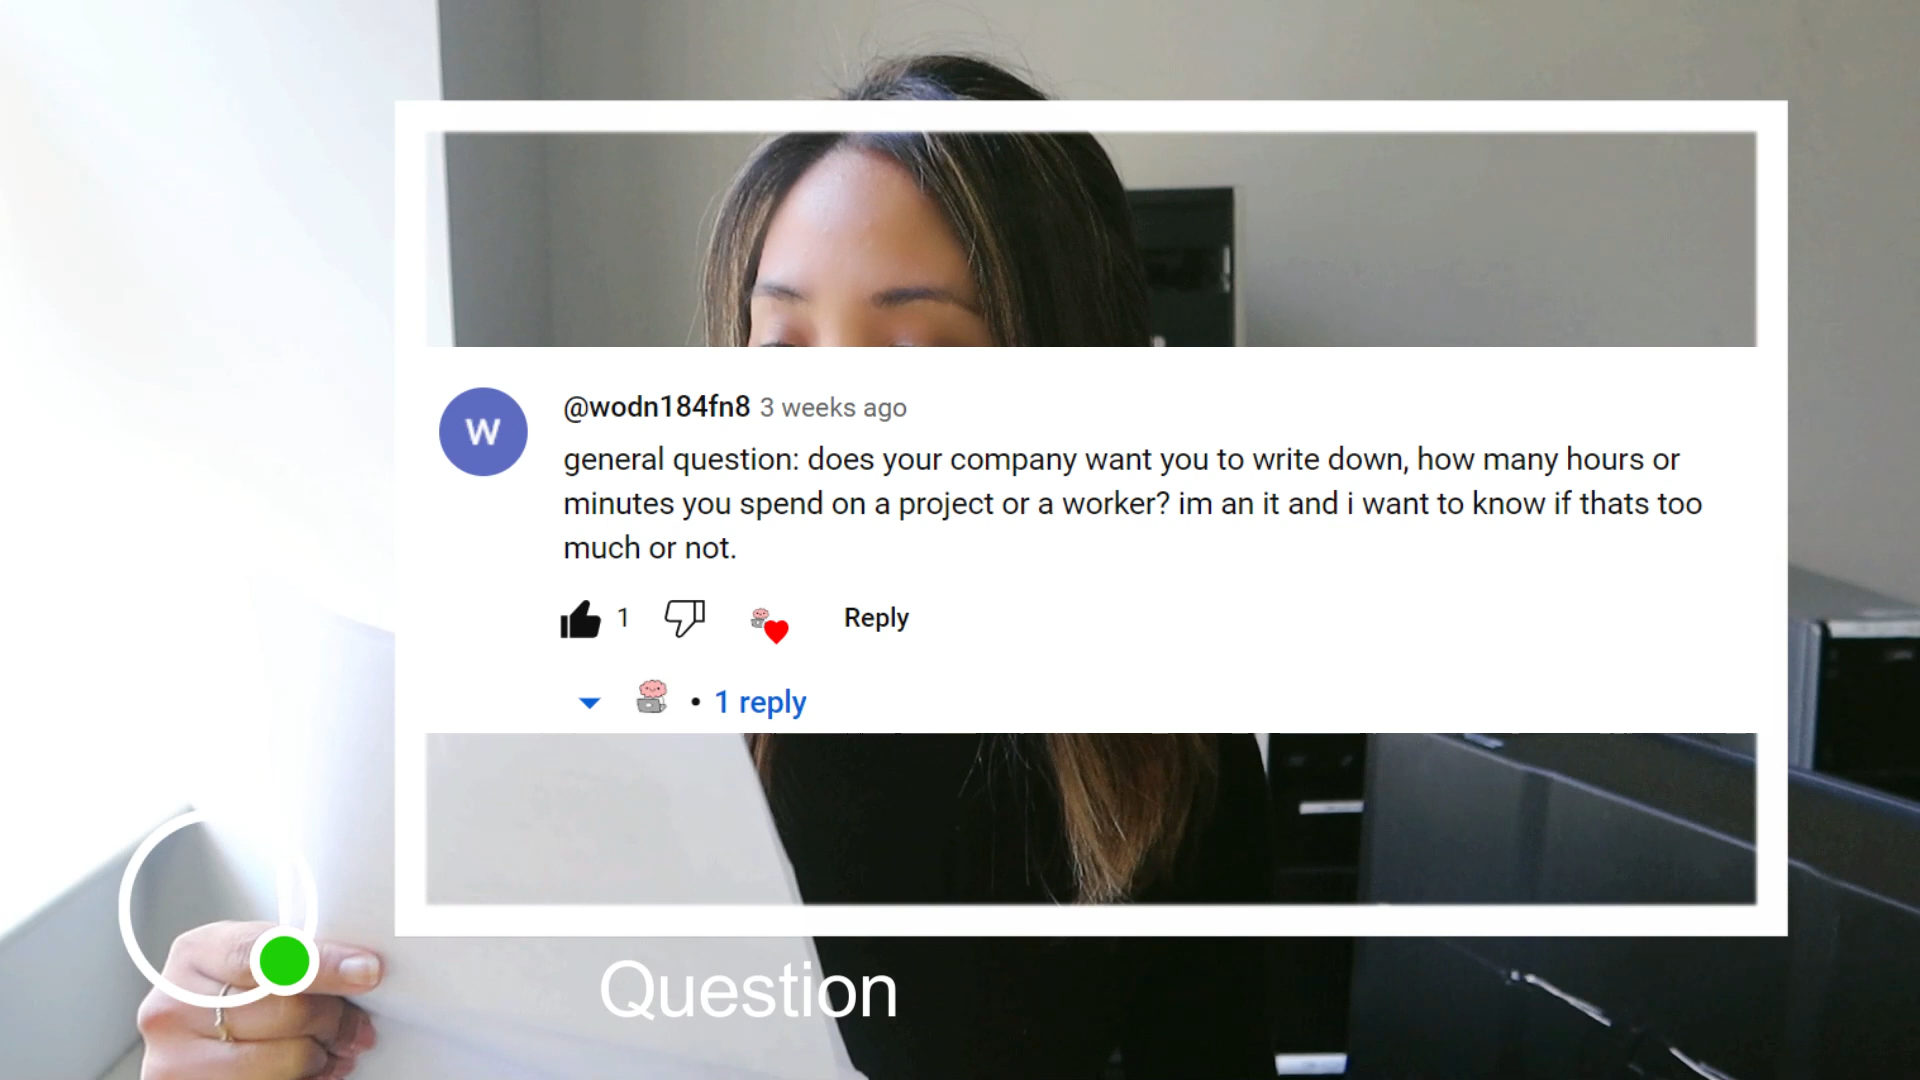 W
@wodn184fn8 3 weeks ago
general question: does your company want you to write down, how many hours or
minutes you spend on a project or a worker? im an it and i want to know if thats too
much or not.
1
Reply
• 1 reply
Question